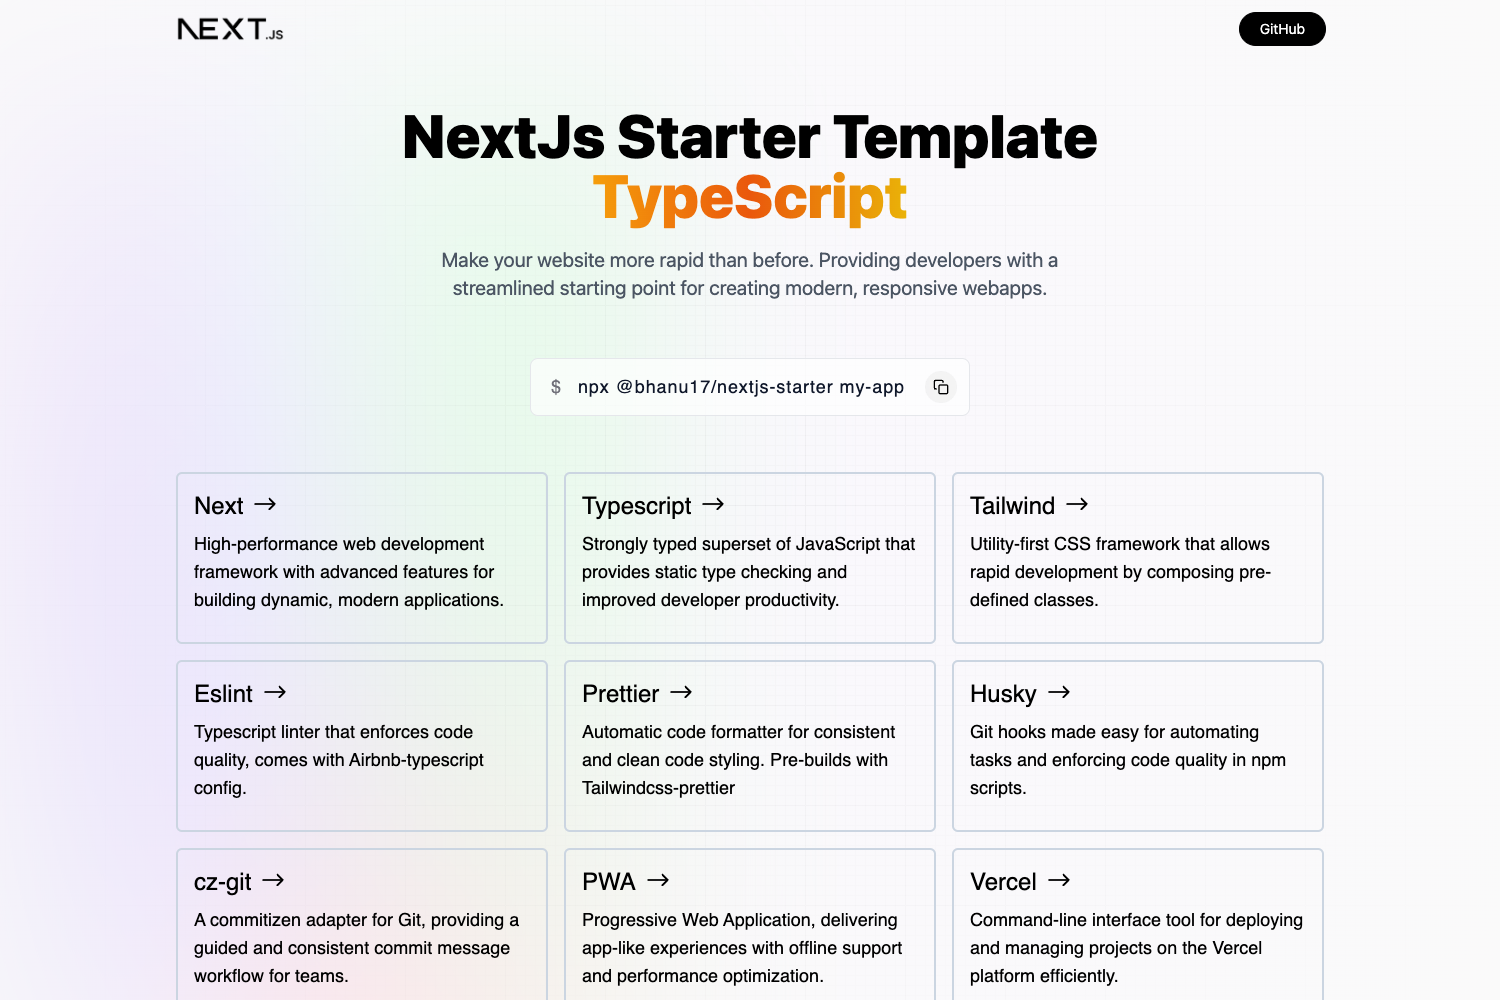 NEXT.JS
GitHub
NextJs Starter Template
TypeScript
Make your website more rapid than before. Providing developers with a
streamlined starting point for creating modern, responsive webapps.
$ npx @bhanu17/nextjs-starter my-app
Next →
High-performance web development
framework with advanced features for
building dynamic, modern applications.
Typescript →
Strongly typed superset of JavaScript that
provides static type checking and
improved developer productivity.
Tailwind →
Utility-first CSS framework that allows
rapid development by composing pre-
defined classes.
Eslint →
Typescript linter that enforces code
quality, comes with Airbnb-typescript
config.
Prettier →
Automatic code formatter for consistent
and clean code styling. Pre-builds with
Tailwindcss-prettier
Husky →
Git hooks made easy for automating
tasks and enforcing code quality in npm
scripts.
cz-git →
A commitizen adapter for Git, providing a
guided and consistent commit message
workflow for teams.
PWA →
Progressive Web Application, delivering
app-like experiences with offline support
and performance optimization.
Vercel →
Command-line interface tool for deploying
and managing projects on the Vercel
platform efficiently.